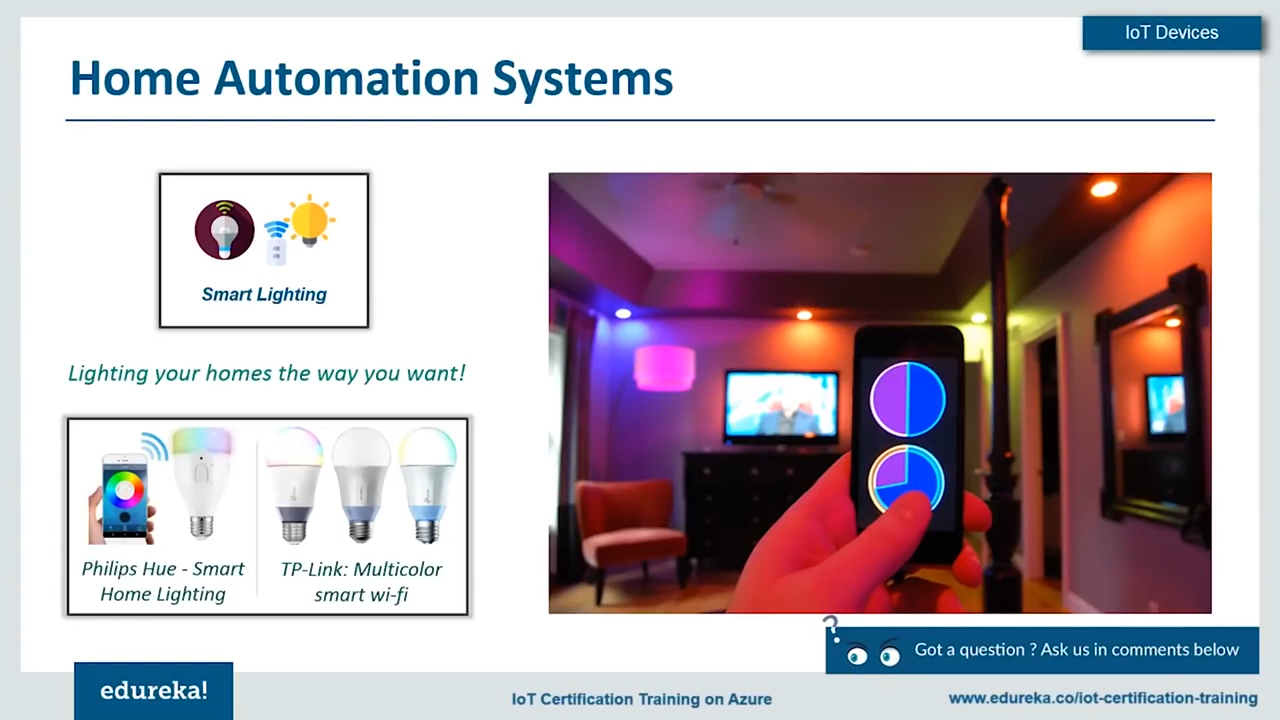 IoT Devices
Home Automation Systems
Smart Lighting
Lighting your homes the way you want!
Philips Hue - Smart
Home Lighting
TP-Link: Multicolor
smart wi-fi
?
Got a question ? Ask us in comments below
edureka!
IoT Certification Training on Azure
www.edureka.co/iot-certification-training